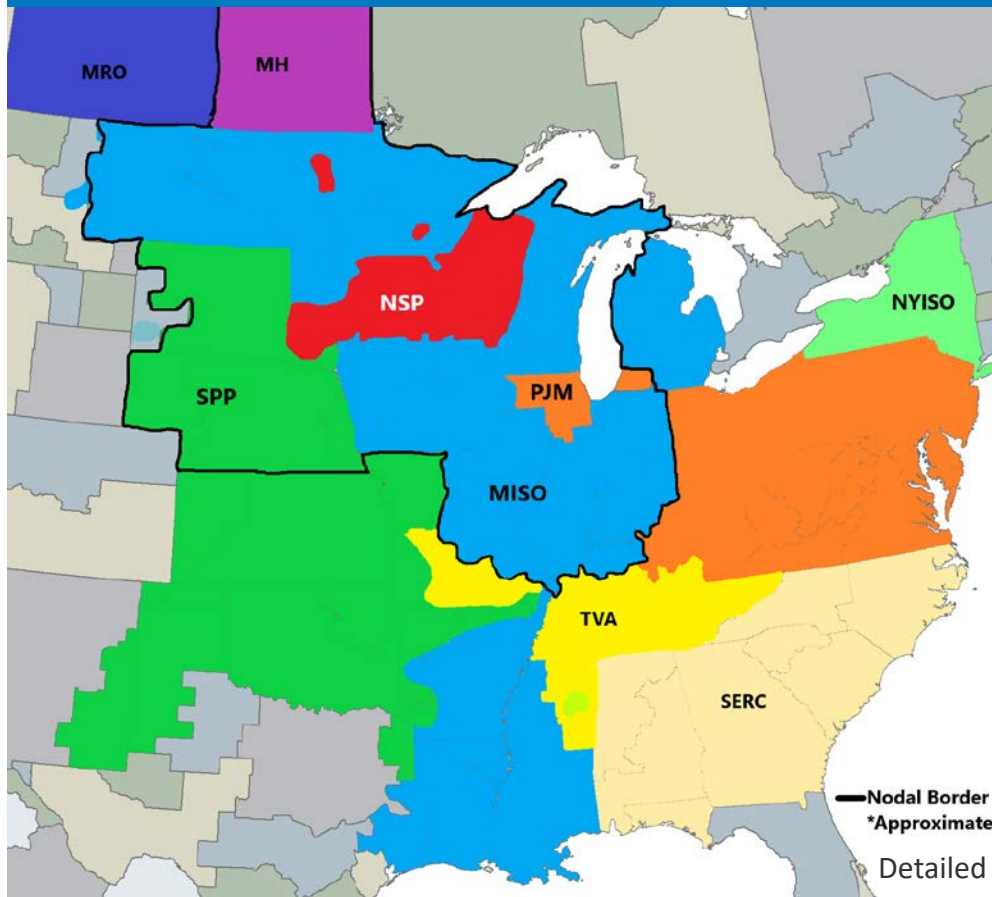 MRO
MH
NSP
NYISO
SPP
PJM
MISO
TVA
SERC
Nodal Border
*Approximate
Detailed